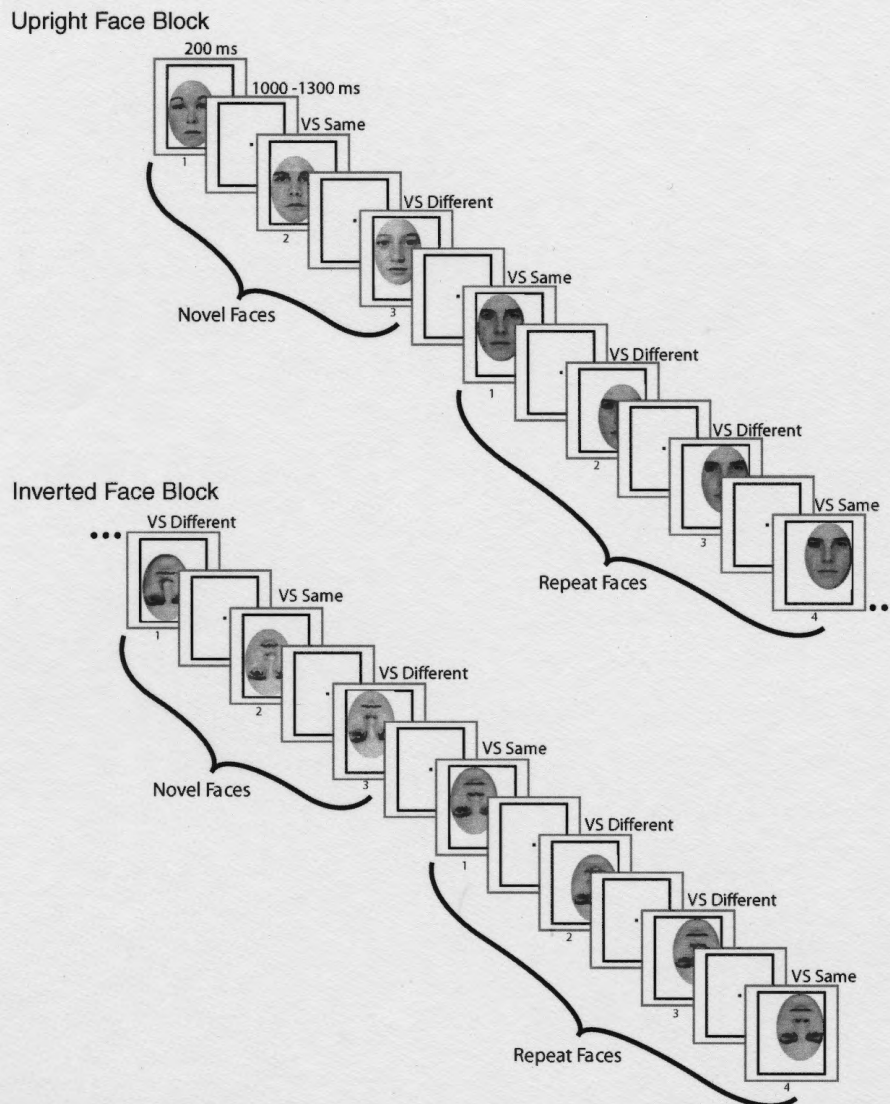 Upright Face Block
200 ms
1000 -1300 ms
VS Same
1
VS Different
2
VS Same
Novel Faces
3
VS Different
1
VS Different
2
VS Same
3
Repeat Faces
4
Inverted Face Block
VS Different
VS Same
1
VS Different
2
VS Same
Novel Faces
3
VS Different
1
VS Different
2
VS Same
3
Repeat Faces
4